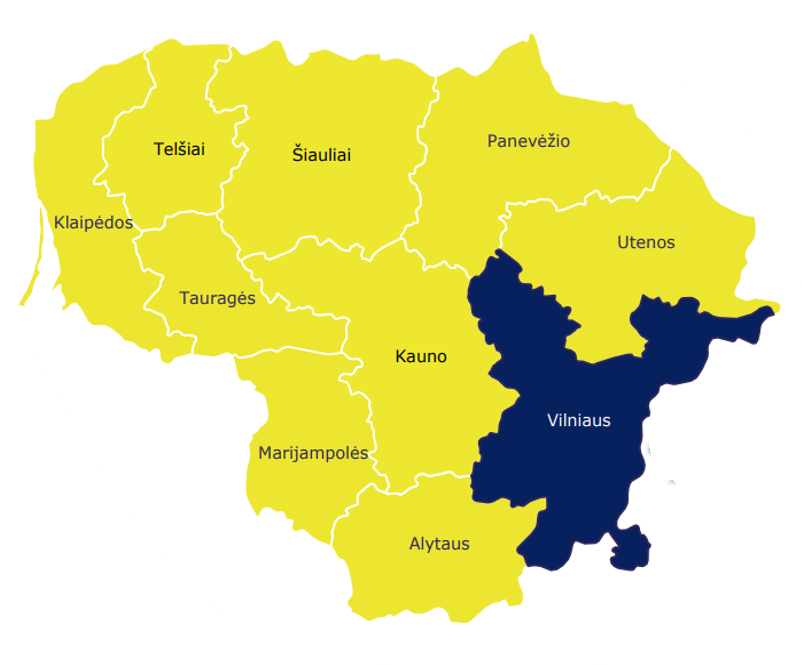 Panevėžio
Telšiai
Šiauliai
Klaipėdos
Utenos
Tauragės
Kauno
Vilniaus
Marijampolės
Alytaus